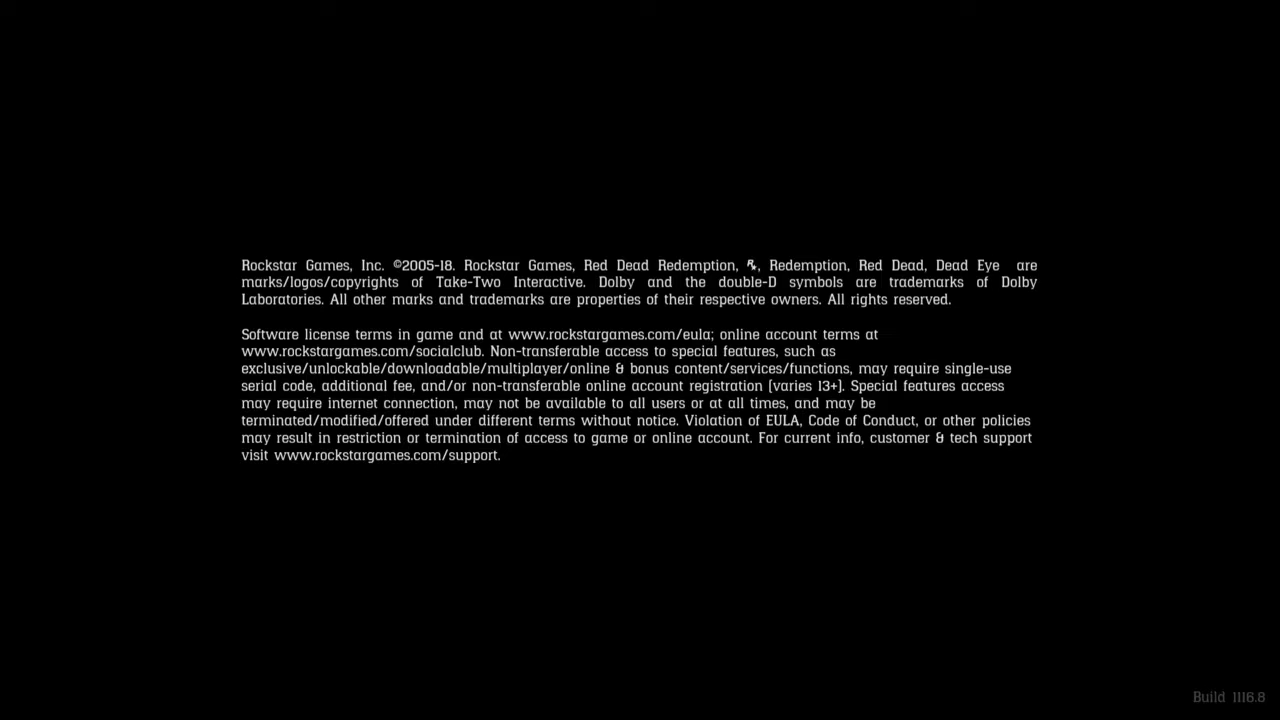 Rockstar Games, Inc. ©2005-18. Rockstar Games, Red Dead Redemption, , Redemption, Red Dead, Dead Eye are
marks/logos/copyrights of Take-Two Interactive. Dolby and the double-D symbols are trademarks of Dolby
Laboratories. All other marks and trademarks are properties of their respective owners. All rights reserved.
Software license terms in game and at www.rockstargames.com/eula; online account terms at
www.rockstargames.com/socialclub. Non-transferable access to special features, such as
exclusive/unlockable/downloadable/multiplayer/online & bonus content/services/functions, may require single-use
serial code, additional fee, and/or non-transferable online account registration (varies 13+). Special features access
may require internet connection, may not be available to all users or at all times, and may be
terminated/modified/offered under different terms without notice. Violation of EULA, Code of Conduct, or other policies
may result in restriction or termination of access to game or online account. For current info, customer & tech support
visit www.rockstargames.com/support.
Build 1116.8